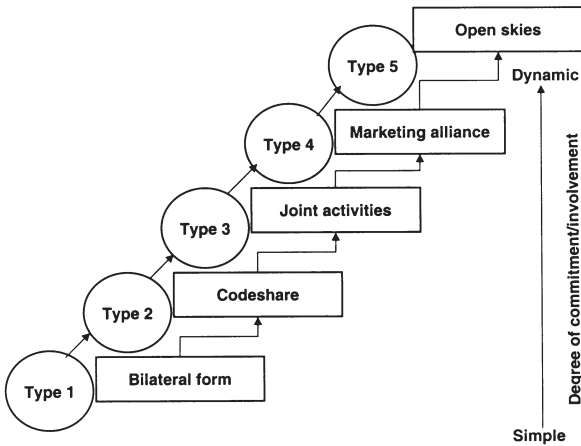 Open skies
Type 5
Dynamic
Marketing alliance
Type 4
Joint activities
Type 3
Degree of commitment/involvement
Codeshare
Type 2
Bilateral form
Type 1
Simple